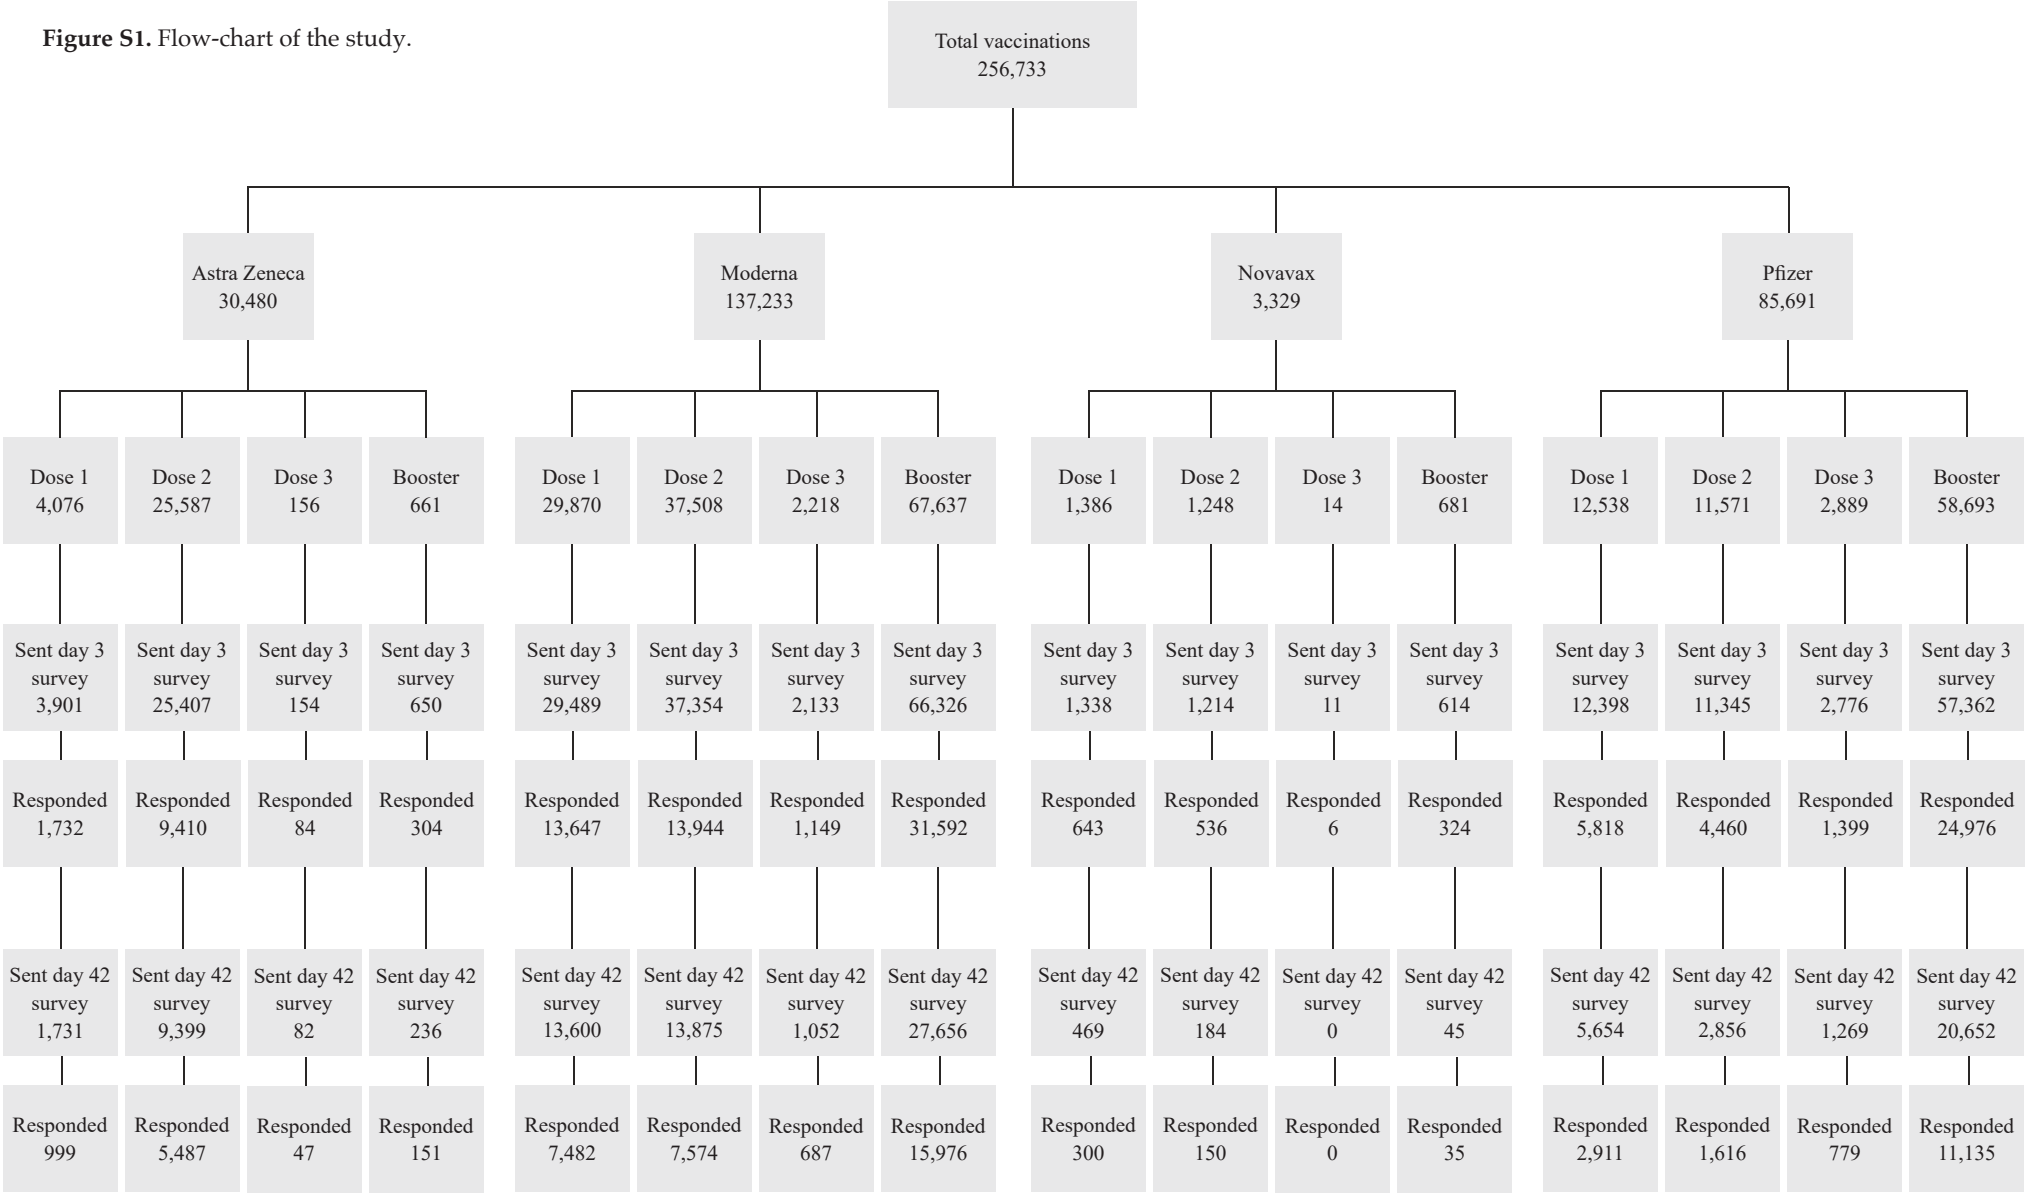 Figure S1. Flow-chart of the study.
Total vaccinations
256,733
Astra Zeneca
30,480
Moderna
137,233
Novavax
3,329
Pfizer
85,691
Dose 1
4,076
Dose 2
25,587
Dose 3
156
Booster
661
Dose 1
29,870
Dose 2
37,508
Dose 3
2,218
Booster
67,637
Dose 1
1,386
Dose 2
1,248
Dose 3
14
Booster
681
Dose 1
12,538
Dose 2
11,571
Dose 3
2,889
Booster
58,693
Sent day 3
survey
3,901
Sent day 3
survey
25,407
Sent day 3
survey
154
Sent day 3
survey
650
Sent day 3
survey
29,489
Sent day 3
survey
37,354
Sent day 3
survey
2,133
Sent day 3
survey
66,326
Sent day 3
survey
1,338
Sent day 3
survey
1,214
Sent day 3
survey
11
Sent day 3
survey
614
Sent day 3
survey
12,398
Sent day 3
survey
11,345
Sent day 3
survey
2,776
Sent day 3
survey
57,362
Responded
1,732
Responded
9,410
Responded
84
Responded
304
Responded
13,647
Responded
13,944
Responded
1,149
Responded
31,592
Responded
643
Responded
536
Responded
6
Responded
324
Responded
5,818
Responded
4,460
Responded
1,399
Responded
24,976
Sent day 42
survey
1,731
Sent day 42
survey
9,399
Sent day 42
survey
82
Sent day 42
survey
236
Sent day 42
survey
13,600
Sent day 42
survey
13,875
Sent day 42
survey
1,052
Sent day 42
survey
27,656
Sent day 42
survey
469
Sent day 42
survey
184
Sent day 42
survey
0
Sent day 42
survey
45
Sent day 42
survey
5,654
Sent day 42
survey
2,856
Sent day 42
survey
1,269
Sent day 42
survey
20,652
Responded
999
Responded
5,487
Responded
47
Responded
151
Responded
7,482
Responded
7,574
Responded
687
Responded
15,976
Responded
300
Responded
150
Responded
0
Responded
35
Responded
2,911
Responded
1,616
Responded
779
Responded
11,135